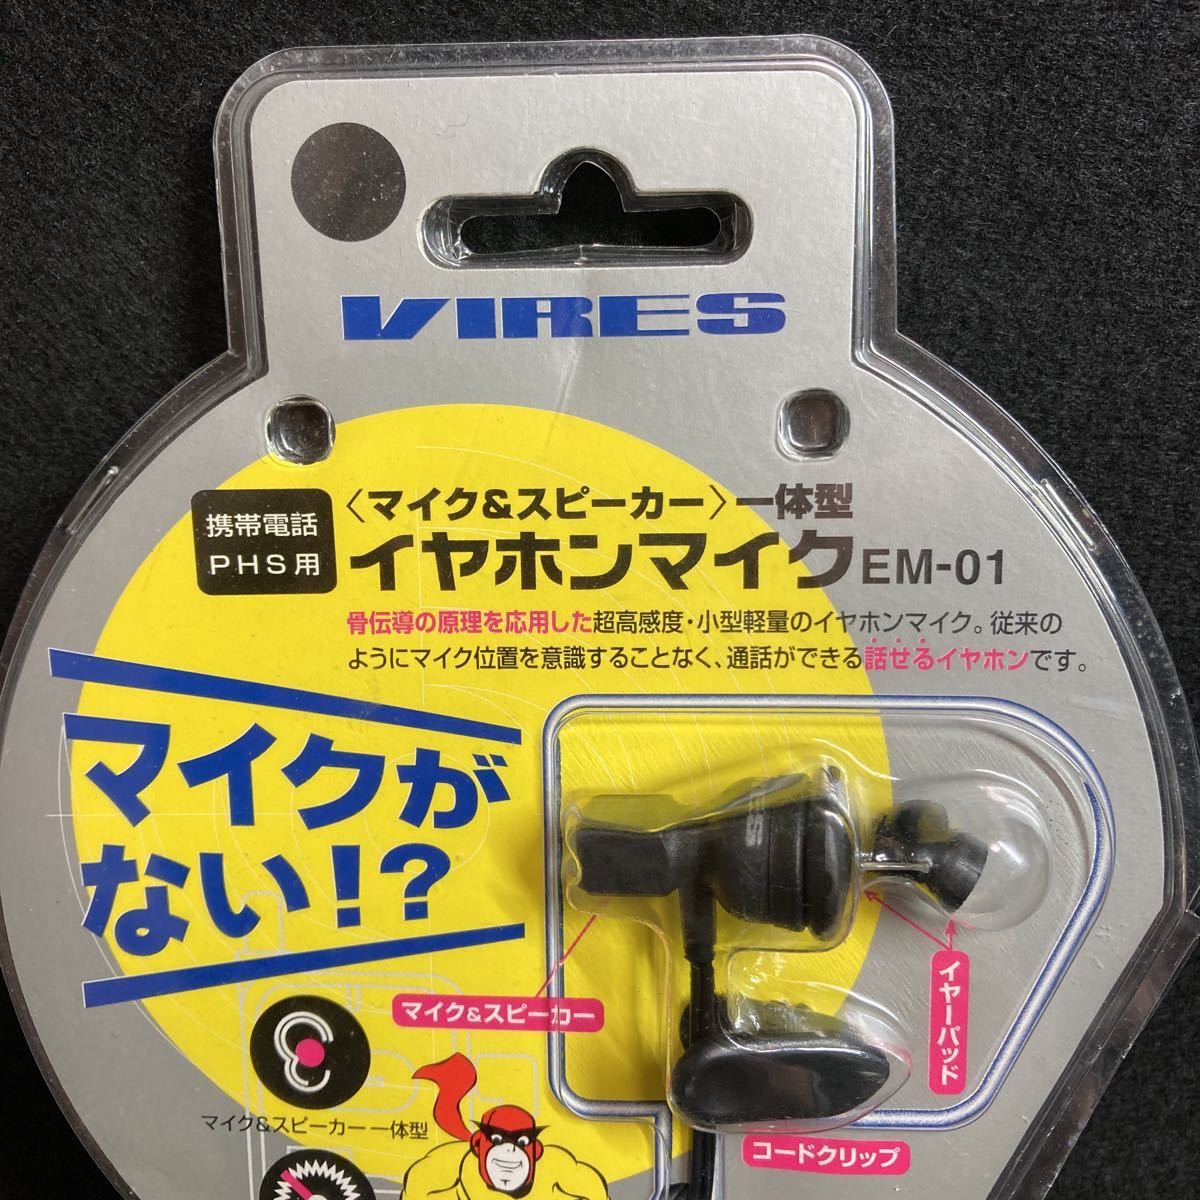 VIRES
携帯電話
PHS用
〈マイク&スピーカー〉一体型
イヤホンマイクEM-01
骨伝導の原理を応用した超高感度・小型軽量のイヤホンマイク。従来の
ようにマイク位置を意識することなく、通話ができる話せるイヤホンです。
マイクが
ない!?
マイク&スピーカー
イヤーパッド
マイク&スピーカー一体型
コードクリップ